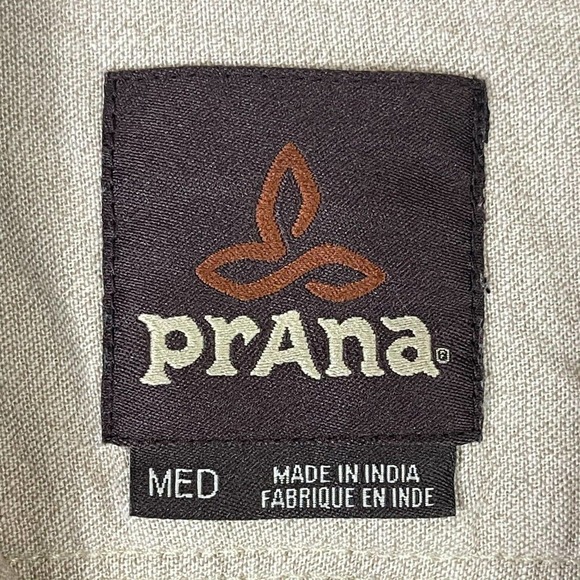 prAna®
MED
MADE IN INDIA
FABRIQUE EN INDE